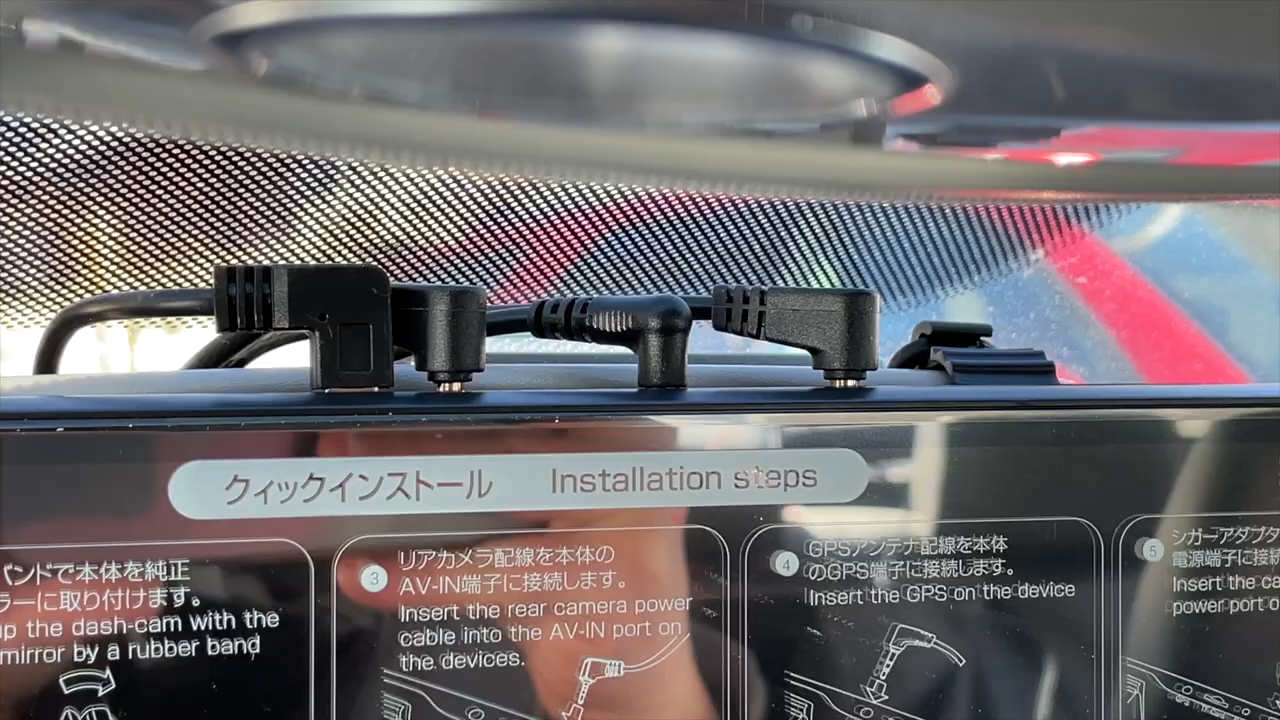 クィックインストール Installation steps
バンドで本体を純正
ラーに取り付けます。
up the dash-cam with the
mirror by a rubber band
3
リアカメラ配線を本体の
AV-IN端子に接続します。
Insert the rear camera power
cable into the AV-IN port on
the devices.
4
GPSアンテナ配線を本体
のGPS端子に接続します。
Insert the GPS on the device
5
シガーアダプタ
電源端子に接続
Insert the ca
power port o